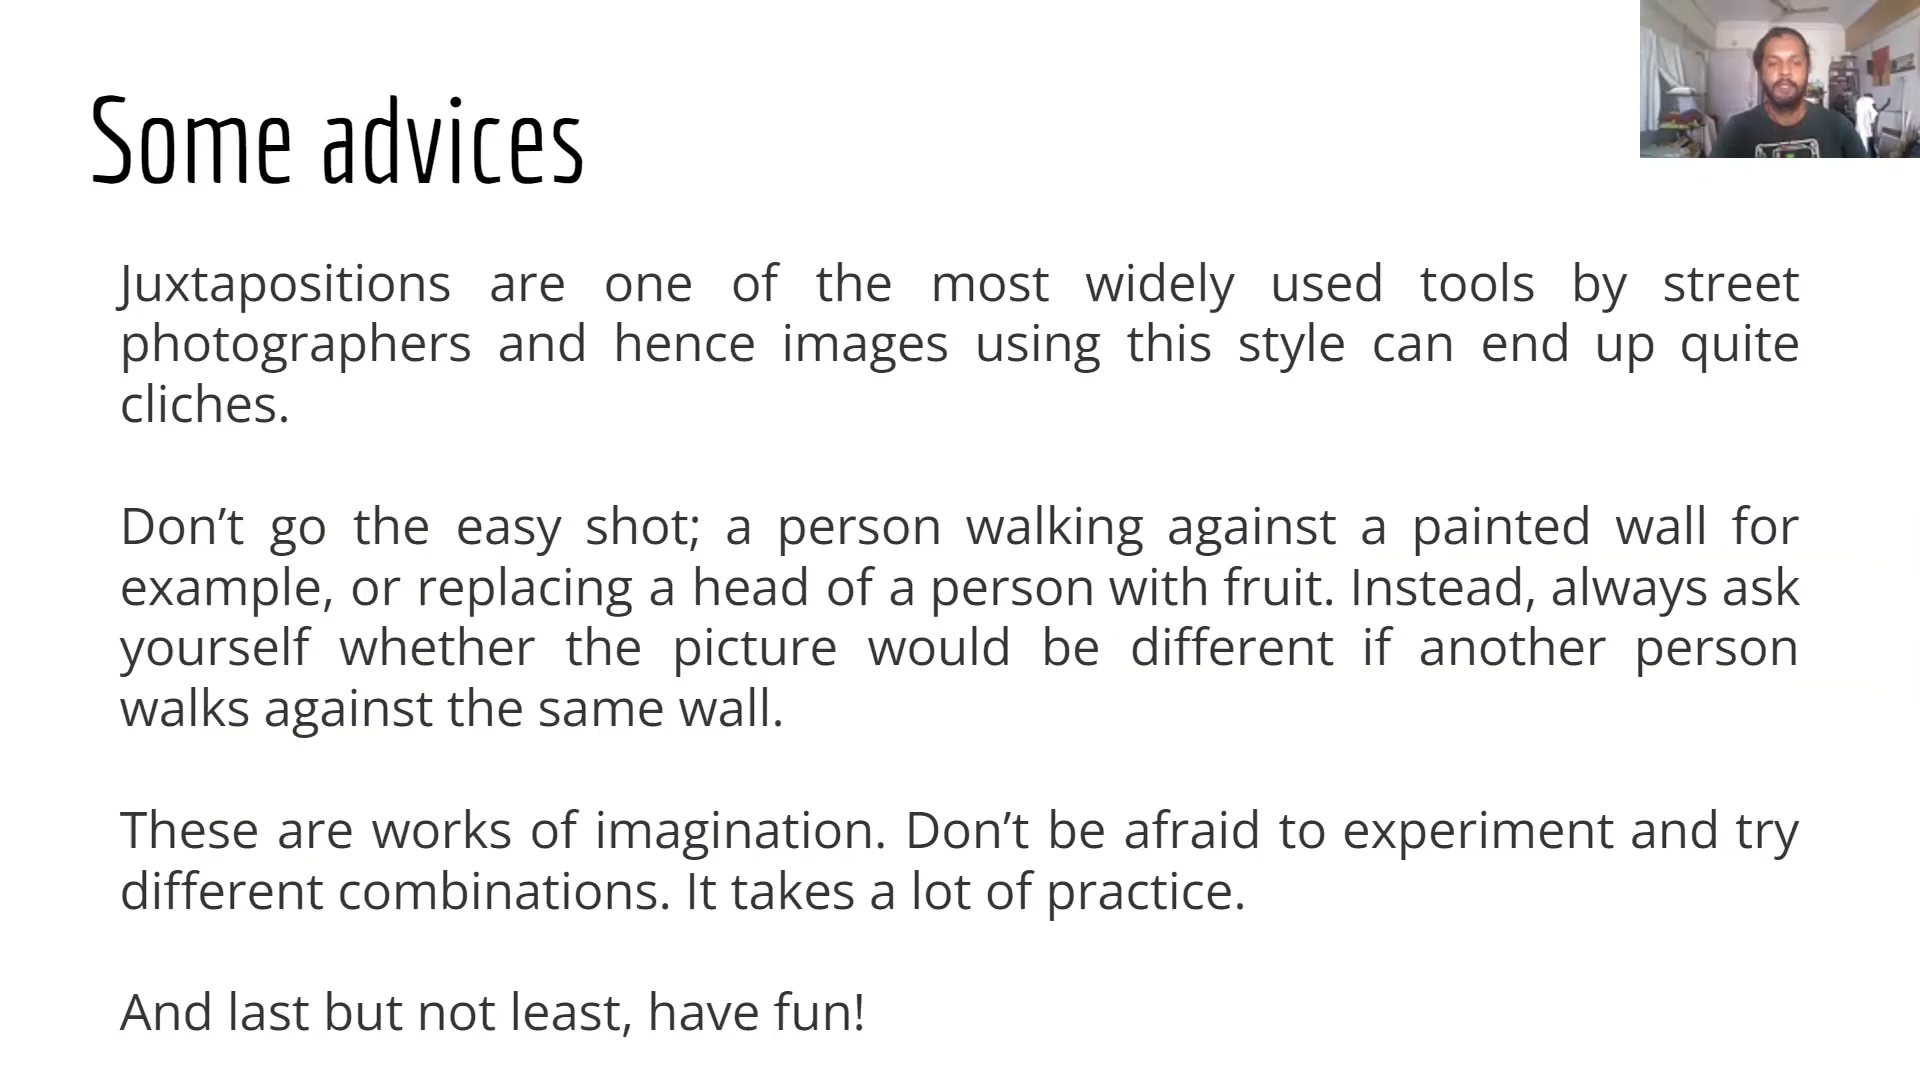 Some advices
Juxtapositions are one of the most widely used tools by street
photographers and hence images using this style can end up quite
cliches.
Don’t go the easy shot; a person walking against a painted wall for
example, or replacing a head of a person with fruit. Instead, always ask
yourself whether the picture would be different if another person
walks against the same wall.
These are works of imagination. Don’t be afraid to experiment and try
different combinations. It takes a lot of practice.
And last but not least, have fun!